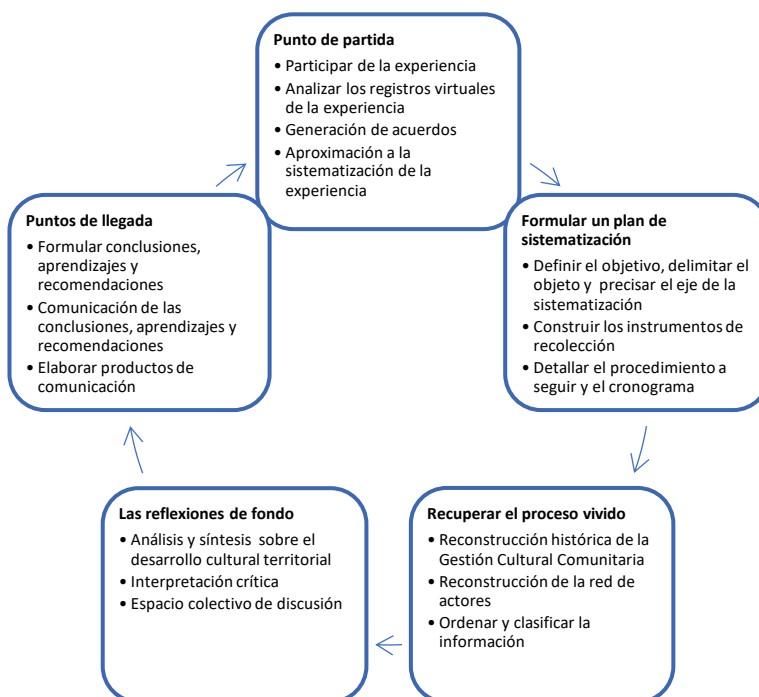 Punto de partida
• Participar de la experiencia
• Analizar los registros virtuales
de la experiencia
• Generación de acuerdos
• Aproximación a la
sistematización de la
experiencia
Formular un plan de
sistematización
• Definir el objetivo, delimitar el
objeto y precisar el eje de la
sistematización
• Construir los instrumentos de
recolección
• Detallar el procedimiento a
seguir y el cronograma
Recuperar el proceso vivido
• Reconstrucción histórica de la
Gestión Cultural Comunitaria
• Reconstrucción de la red de
actores
• Ordenar y clasificar la
información
Las reflexiones de fondo
• Análisis y síntesis sobre el
desarrollo cultural territorial
• Interpretación crítica
• Espacio colectivo de discusión
Puntos de llegada
• Formular conclusiones,
aprendizajes y
recomendaciones
• Comunicación de las
conclusiones, aprendizajes y
recomendaciones
• Elaborar productos de
comunicación